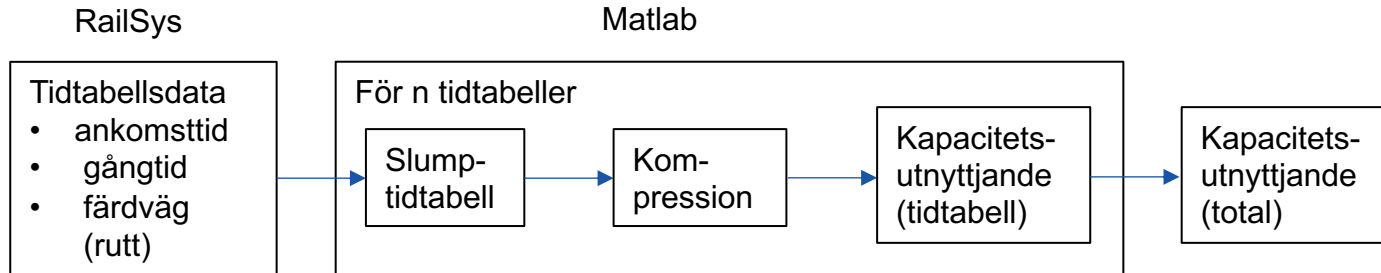 RailSys
Matlab
Tidtabellsdata
• ankomsttid
• gångtid
• färdväg
(rutt)
För n tidtabeller
Slump-
tidtabell
Kom-
pression
Kapacitets-
utnyttjande
(tidtabell)
Kapacitets-
utnyttjande
(total)